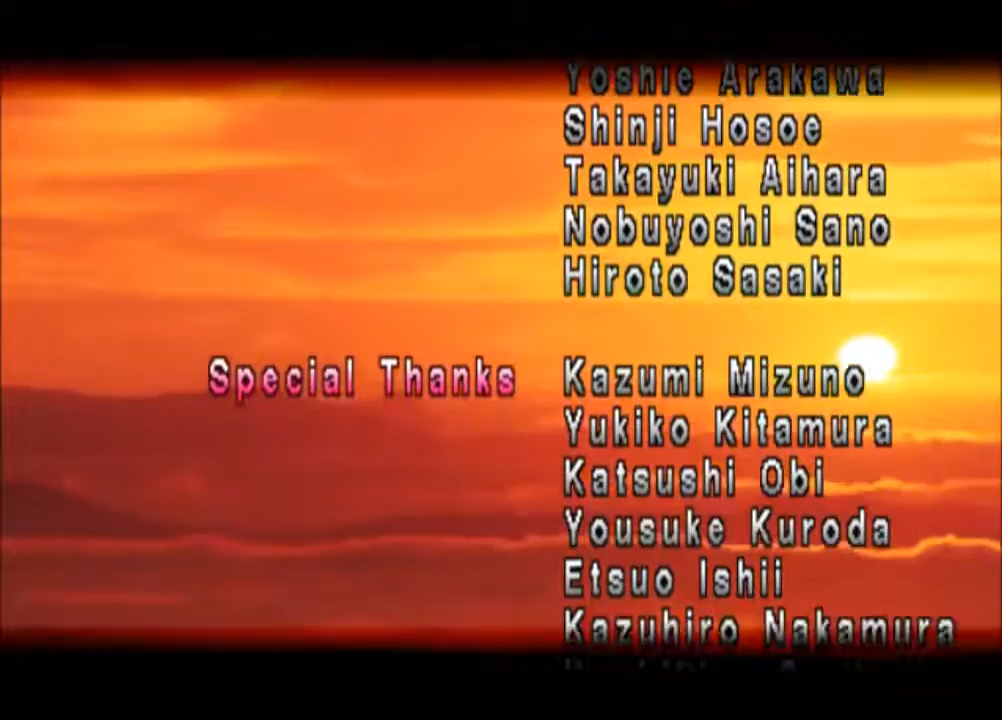 Yoshie Arakawa
Shinji Hosoe
Takayuki Aihara
Nobuyoshi Sano
Hiroto Sasaki
Special Thanks Kazumi Mizuno
Yukiko Kitamura
Katsushi Obi
Yousuke Kuroda
Etsuo Ishii
Kazuhiro Nakamura